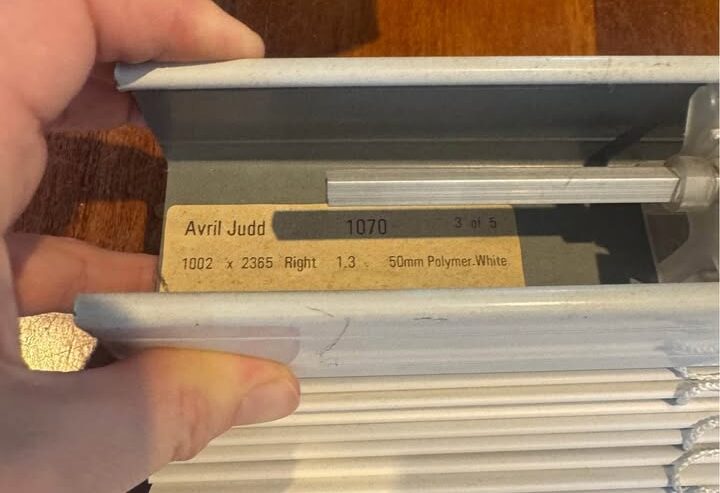 Avril Judd 1070 3 of 5
1002 x 2365 Right 1.3 50mm Polymer.White